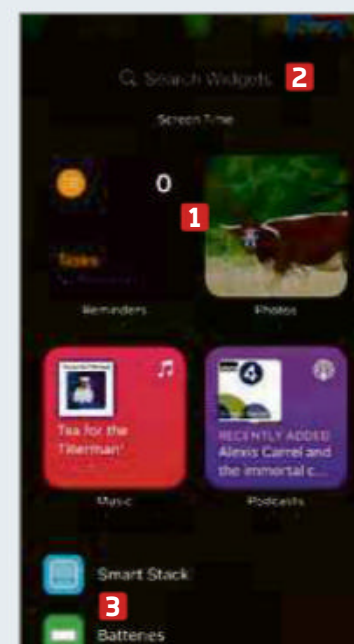 Search Widgets 2
Screen Time
0
1
Reminders
Photos
Tea for the
Tillerman'
4
RECENTLY ADDED
Alexis Carrel and
the immortal c...
Music
Podcasts
Smart Stack
3
Batteries